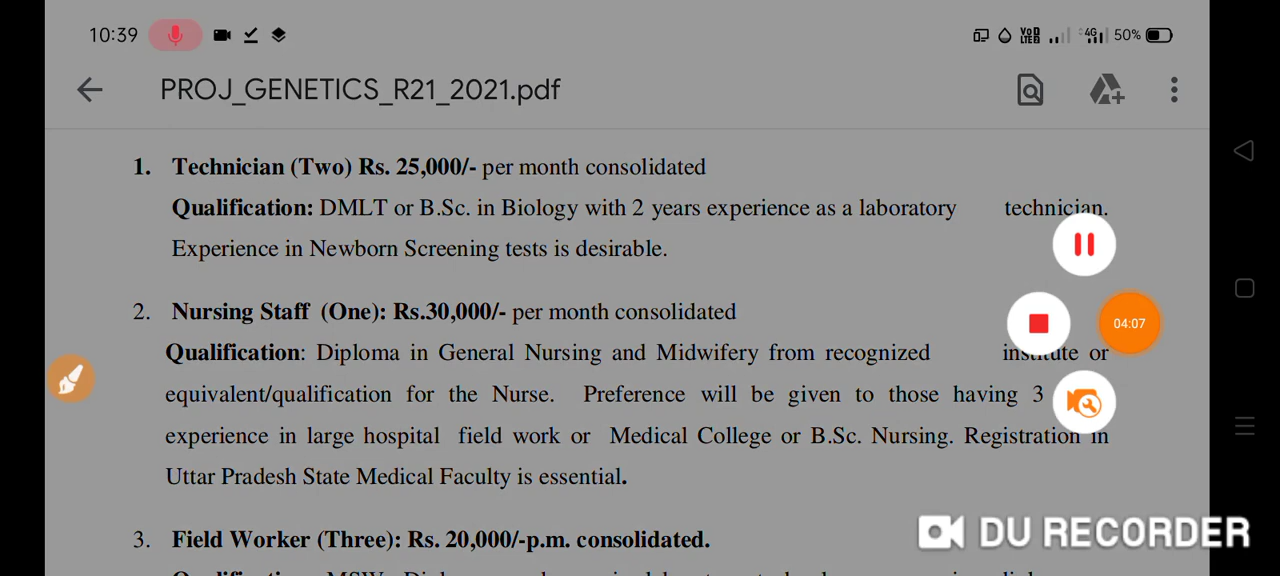 10:39
VoD LTE2 4G 50%
PROJ_GENETICS_R21_2021.pdf
1. Technician (Two) Rs. 25,000/- per month consolidated
Qualification: DMLT or B.Sc. in Biology with 2 years experience as a laboratory technician.
Experience in Newborn Screening tests is desirable.
2. Nursing Staff (One): Rs.30,000/- per month consolidated
Qualification: Diploma in General Nursing and Midwifery from recognized institute or
equivalent/qualification for the Nurse. Preference will be given to those having 3
experience in large hospital field work or Medical College or B.Sc. Nursing. Registration in
Uttar Pradesh State Medical Faculty is essential.
04:07
3. Field Worker (Three): Rs. 20,000/-p.m. consolidated.
DU RECORDER